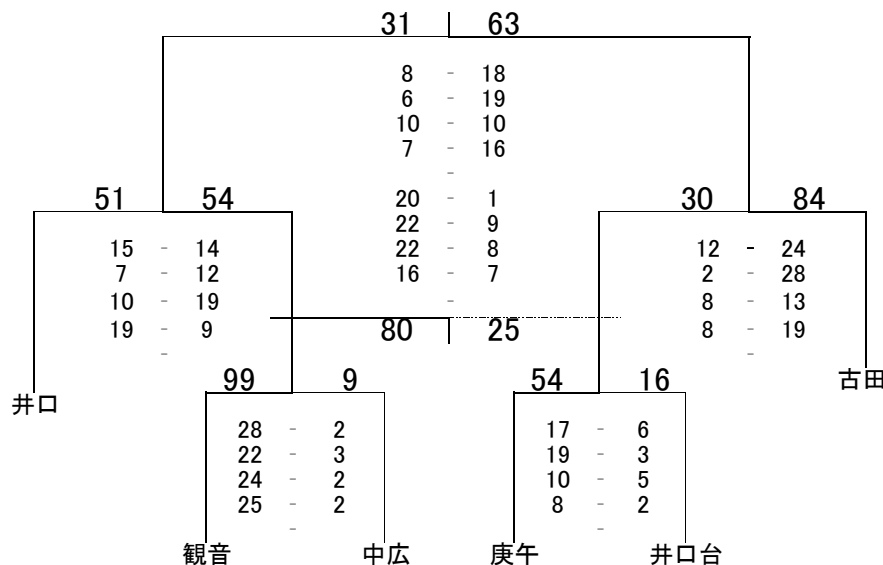 31 63
8 - 18
6 - 19
10 - 10
7 - 16
-
51 54
15 - 14
7 - 12
10 - 19
19 - 9
-
20 - 1
22 - 9
22 - 8
16 - 7
-
80 25
30 84
12 - 24
2 - 28
8 - 13
8 - 19
-
井口
99 9
28 - 2
22 - 3
24 - 2
25 - 2
-
54 16
17 - 6
19 - 3
10 - 5
8 - 2
-
古田
観音 中広 庚午 井口台